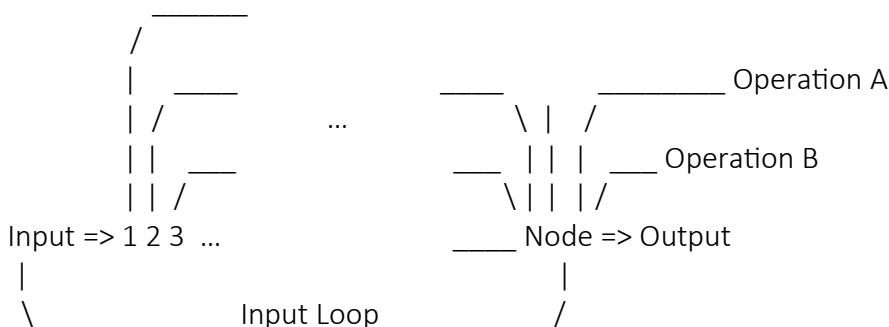 Operation A
...
Operation B
Input => 1 2 3 ... Node => Output
Input Loop